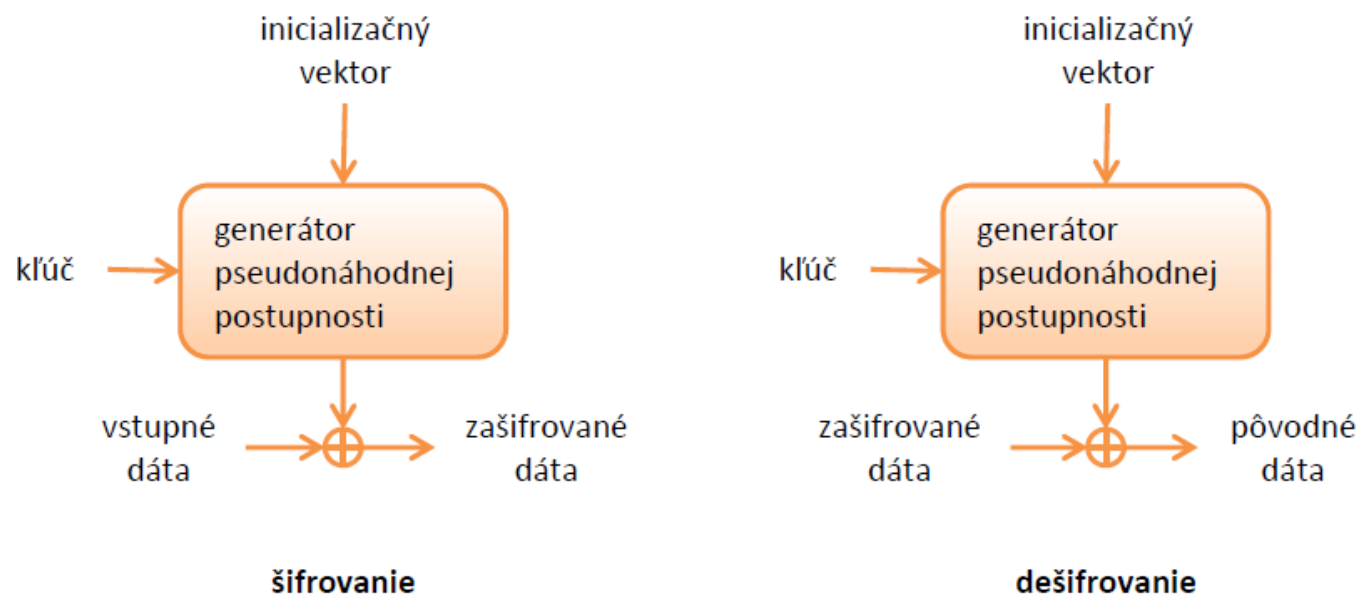 inicializačný
vektor
kľúč
generátor
pseudonáhodnej
postupnosti
vstupné
dáta
zašifrované
dáta
šifrovanie
inicializačný
vektor
kľúč
generátor
pseudonáhodnej
postupnosti
zašifrované
dáta
pôvodné
dáta
dešifrovanie